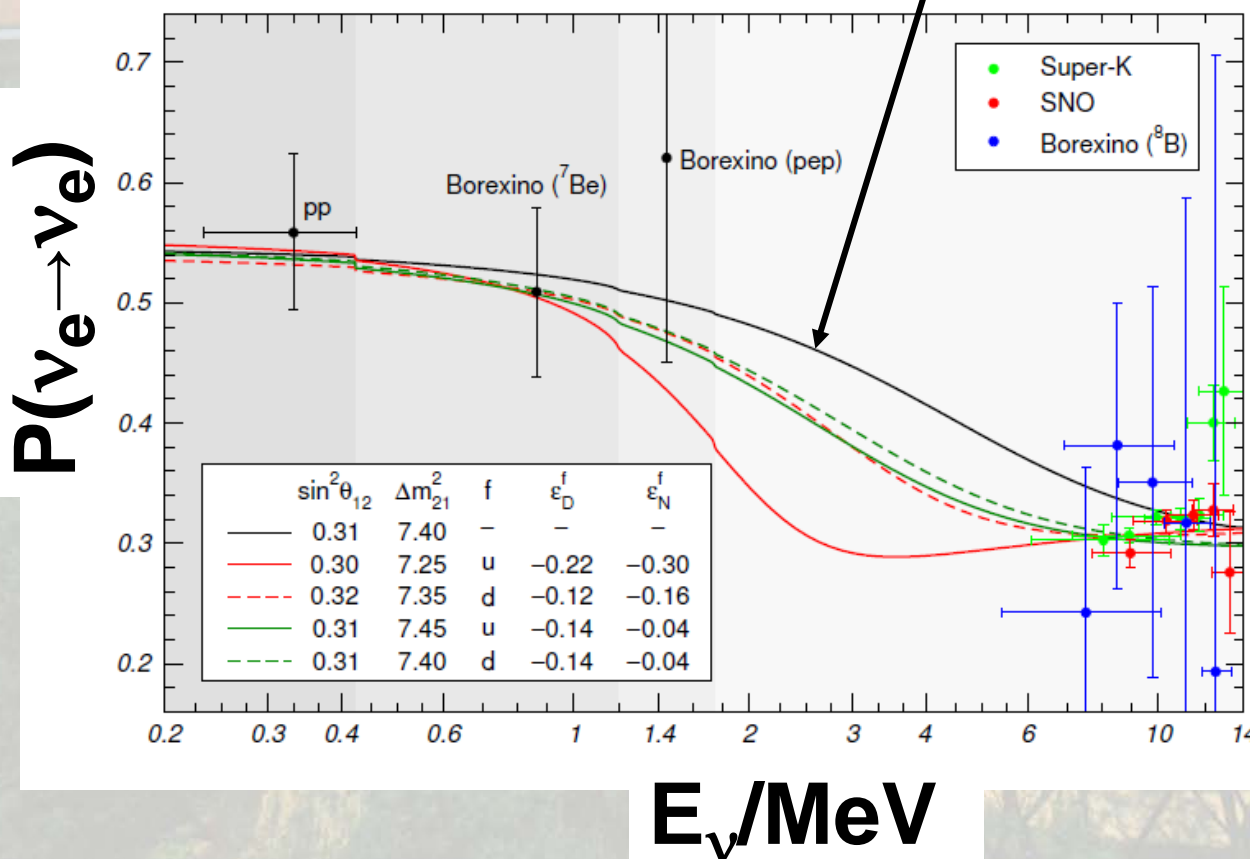 0.7
0.6
0.5
0.4
0.3
0.2
P(νe→νe)
Super-K
SNO
Borexino (⁸B)
Borexino (pep)
Borexino (⁷Be)
pp
sin²θ₁₂ Δm²₂₁ f ε_D^f ε_N^f
0.31 7.40 – – –
0.30 7.25 u −0.22 −0.30
0.32 7.35 d −0.12 −0.16
0.31 7.45 u −0.14 −0.04
0.31 7.40 d −0.14 −0.04
0.2 0.3 0.4 0.6 1 1.4 2 3 4 6 10 14
Eν/MeV